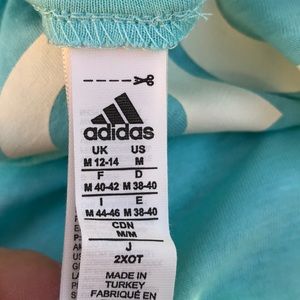 adidas
UK US
M 12-14 M
F D
M 40-42 M 38-40
I E
M 44-46 M 38-40
CDN
M/M
J
2XOT
MADE IN
TURKEY
FABRIQUÉ EN